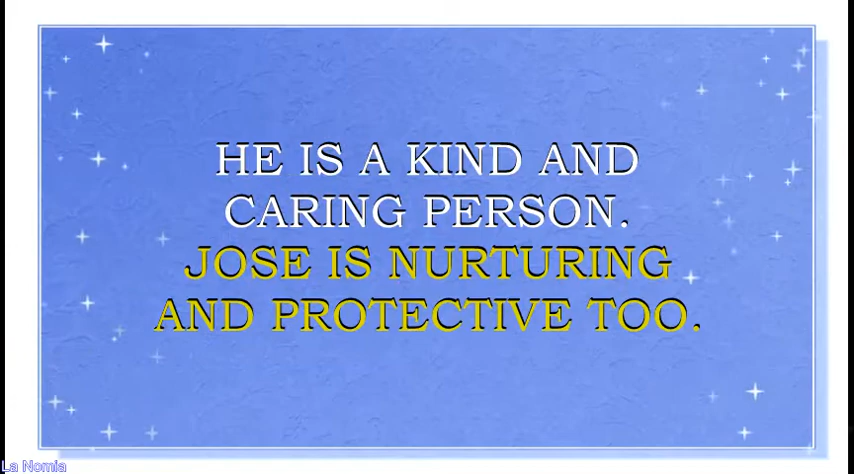 HE IS A KIND AND
CARING PERSON.
JOSE IS NURTURING
AND PROTECTIVE TOO.
La Nomia